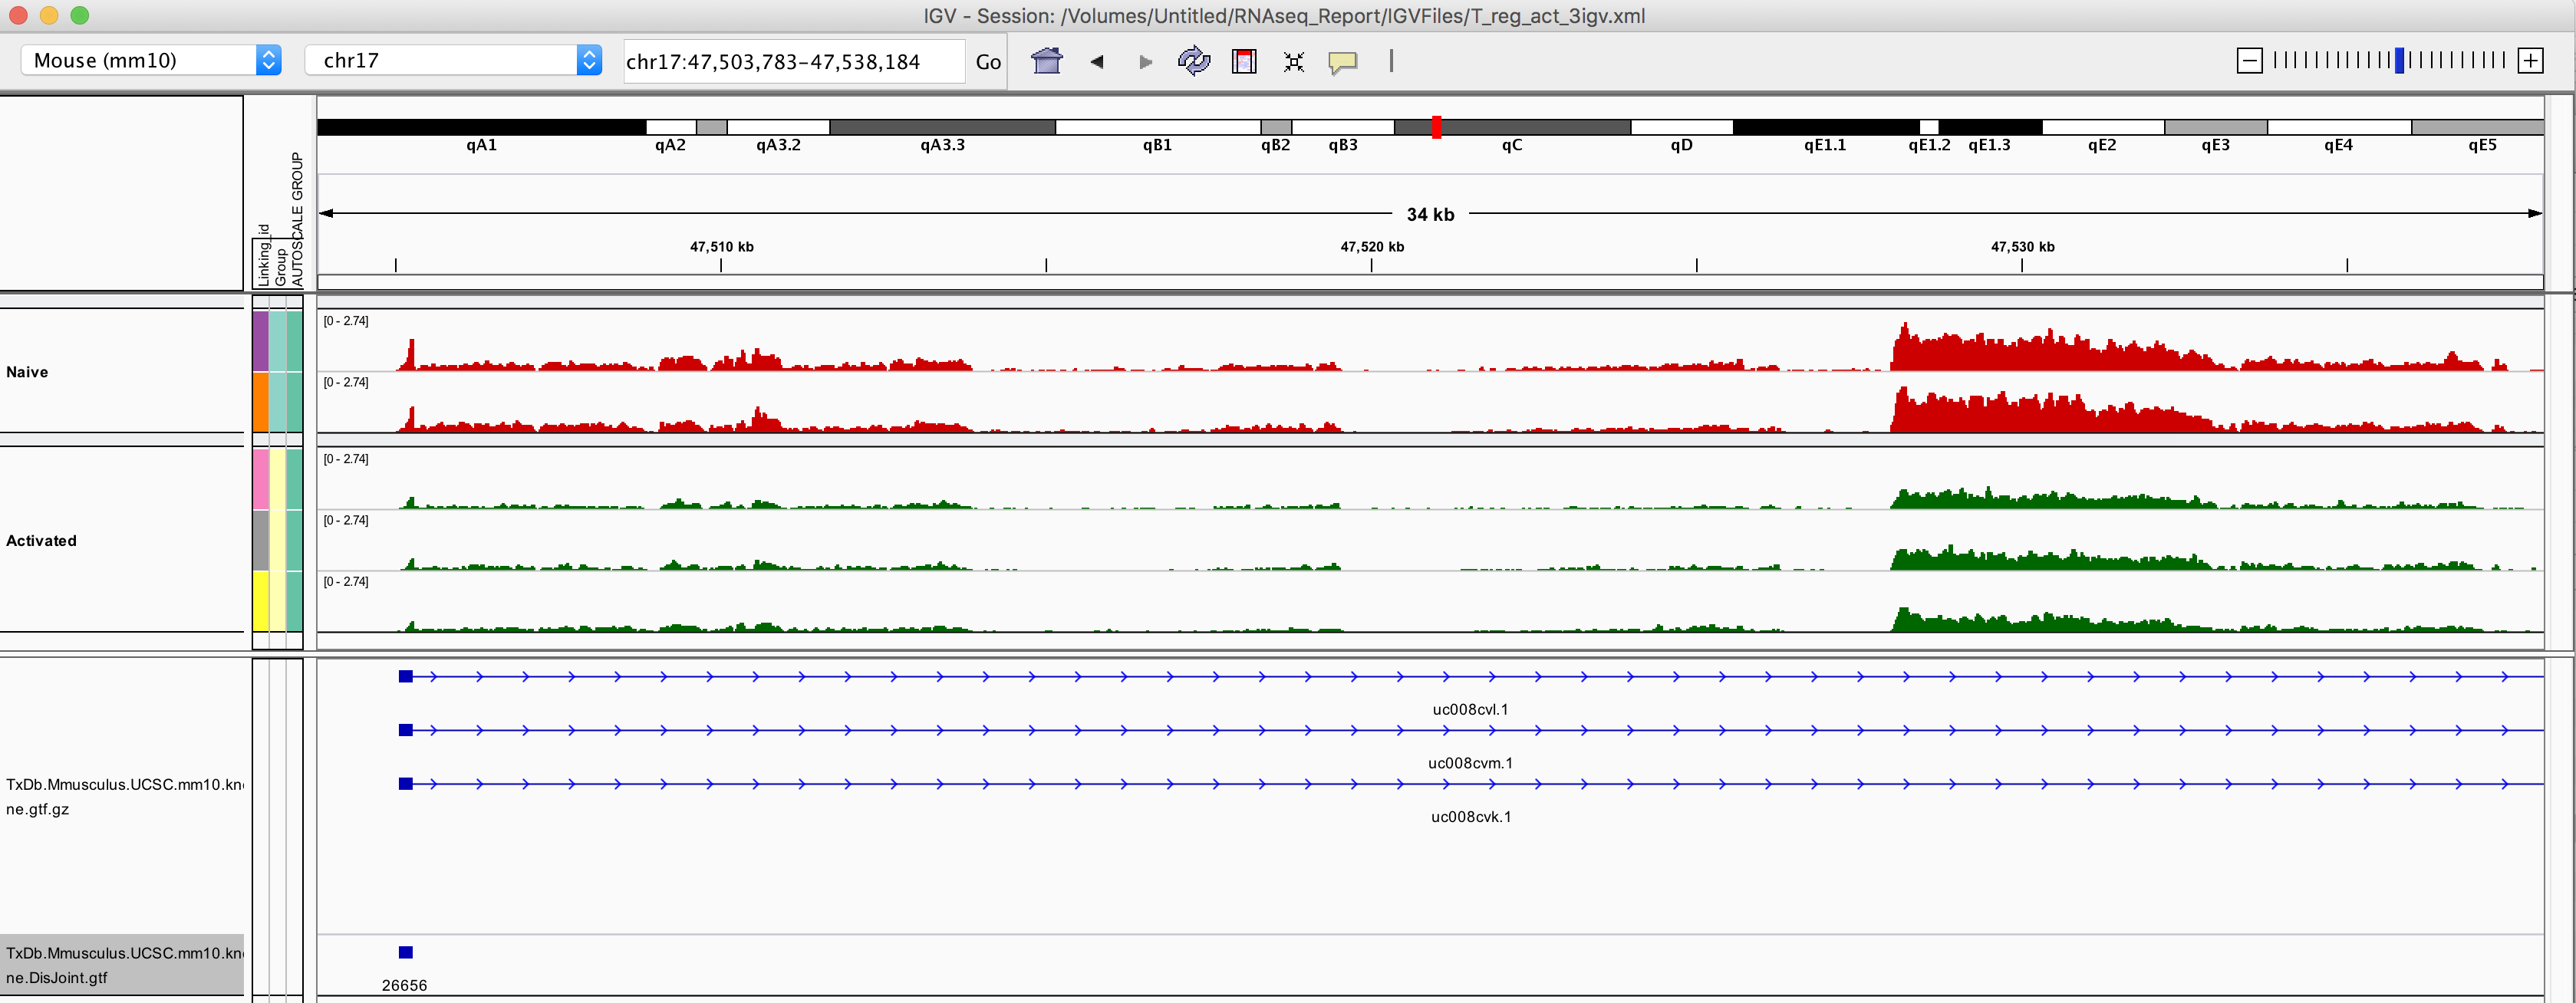 IGV - Session: /Volumes/Untitled/RNAseq_Report/IGVFiles/T_reg_act_3igv.xml
Mouse (mm10) chr17 chr17:47,503,783-47,538,184 Go
Linking_id
Group
AUTOSCALE GROUP
qA1 qA2 qA3.2 qA3.3 qB1 qB2 qB3 qC qD qE1.1 qE1.2 qE1.3 qE2 qE3 qE4 qE5
34 kb
47,510 kb 47,520 kb 47,530 kb
Naive
[0 - 2.74]
[0 - 2.74]
Activated
[0 - 2.74]
[0 - 2.74]
[0 - 2.74]
uc008cvl.1
uc008cvm.1
uc008cvk.1
TxDb.Mmusculus.UCSC.mm10.kn
ne.gtf.gz
TxDb.Mmusculus.UCSC.mm10.kn
ne.DisJoint.gtf
26656